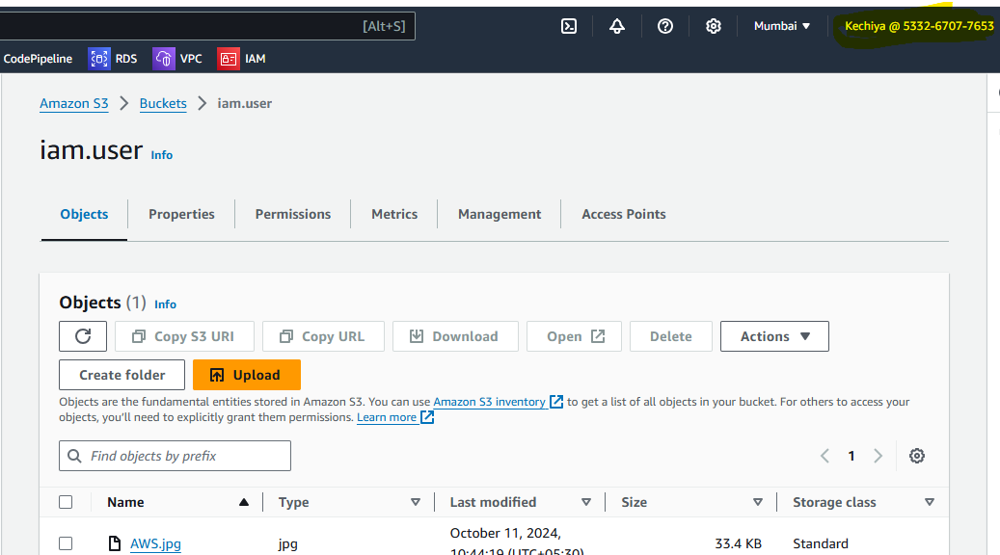 [Alt+S] Mumbai ▼ Kechiya @ 5332-6707-7653
CodePipeline RDS VPC IAM
Amazon S3 > Buckets > iam.user
iam.user Info
Objects Properties Permissions Metrics Management Access Points
Objects (1) Info
Copy S3 URI Copy URL Download Open Delete Actions ▼
Create folder Upload
Objects are the fundamental entities stored in Amazon S3. You can use Amazon S3 inventory to get a list of all objects in your bucket. For others to access your
objects, you'll need to explicitly grant them permissions. Learn more
Find objects by prefix < 1 >
Name ▲ Type ▽ Last modified ▽ Size ▽ Storage class ▽
AWS.jpg jpg October 11, 2024, 33.4 KB Standard
10:44:19 (UTC+05:30)